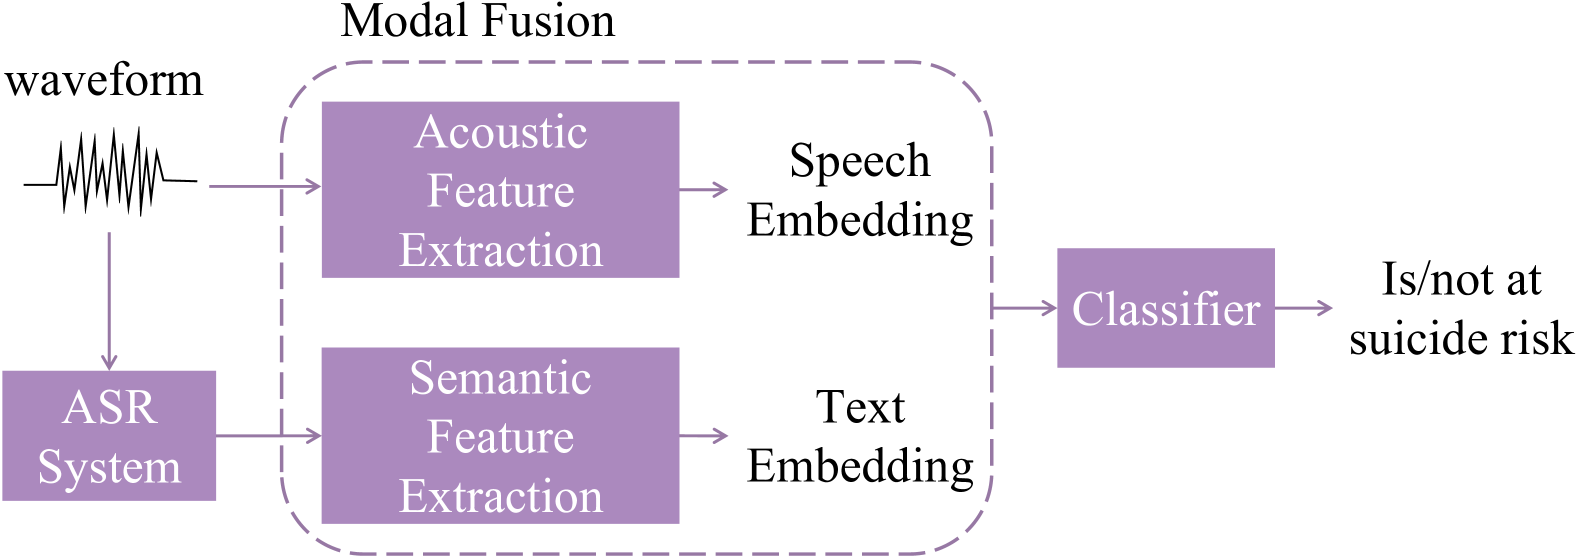 Modal Fusion
waveform
Acoustic
Feature
Extraction
Speech
Embedding
Classifier
Is/not at
suicide risk
ASR
System
Semantic
Feature
Extraction
Text
Embedding